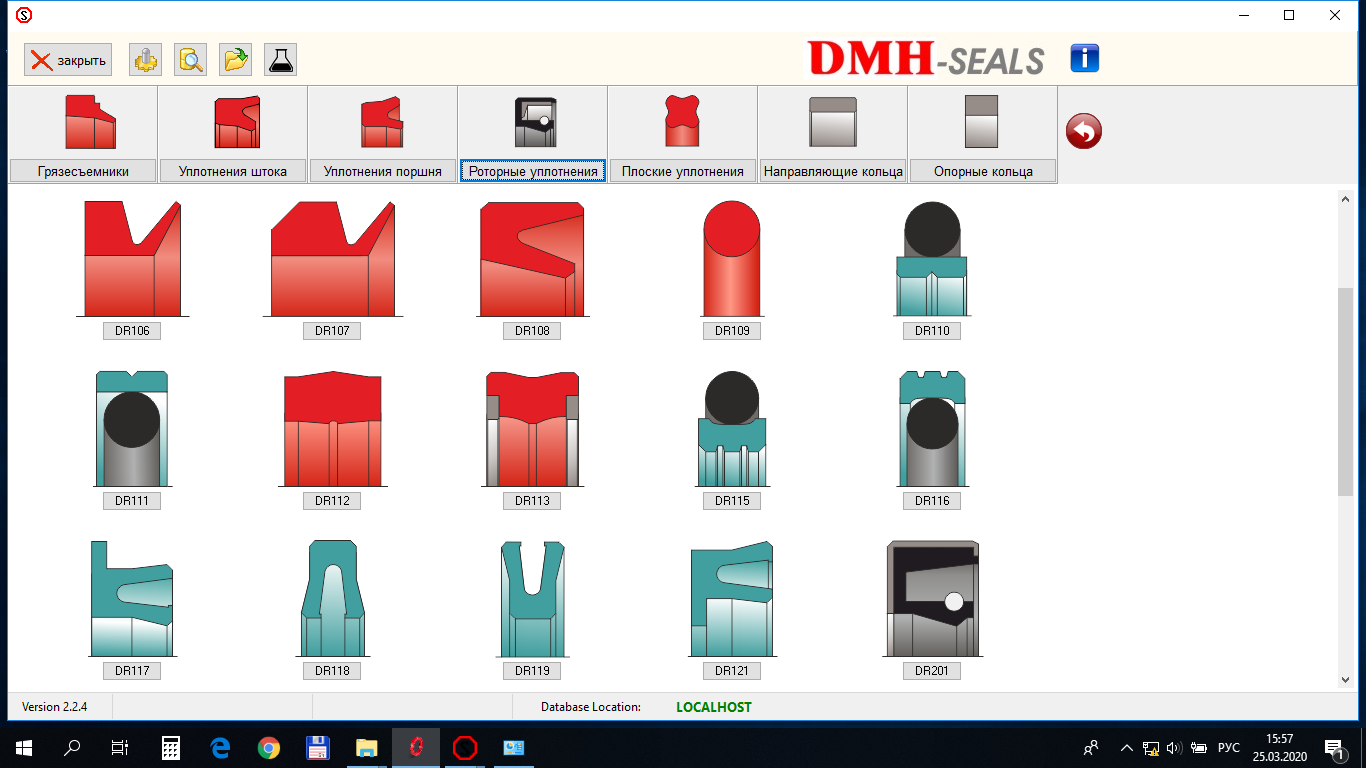 закрыть
DMH-SEALS
Грязесъемники
Уплотнения штока
Уплотнения поршня
Роторные уплотнения
Плоские уплотнения
Направляющие кольца
Опорные кольца
DR106
DR107
DR108
DR109
DR110
DR111
DR112
DR113
DR115
DR116
DR117
DR118
DR119
DR121
DR201
Version 2.2.4
Database Location:
LOCALHOST
РУС
15:57
25.03.2020
1